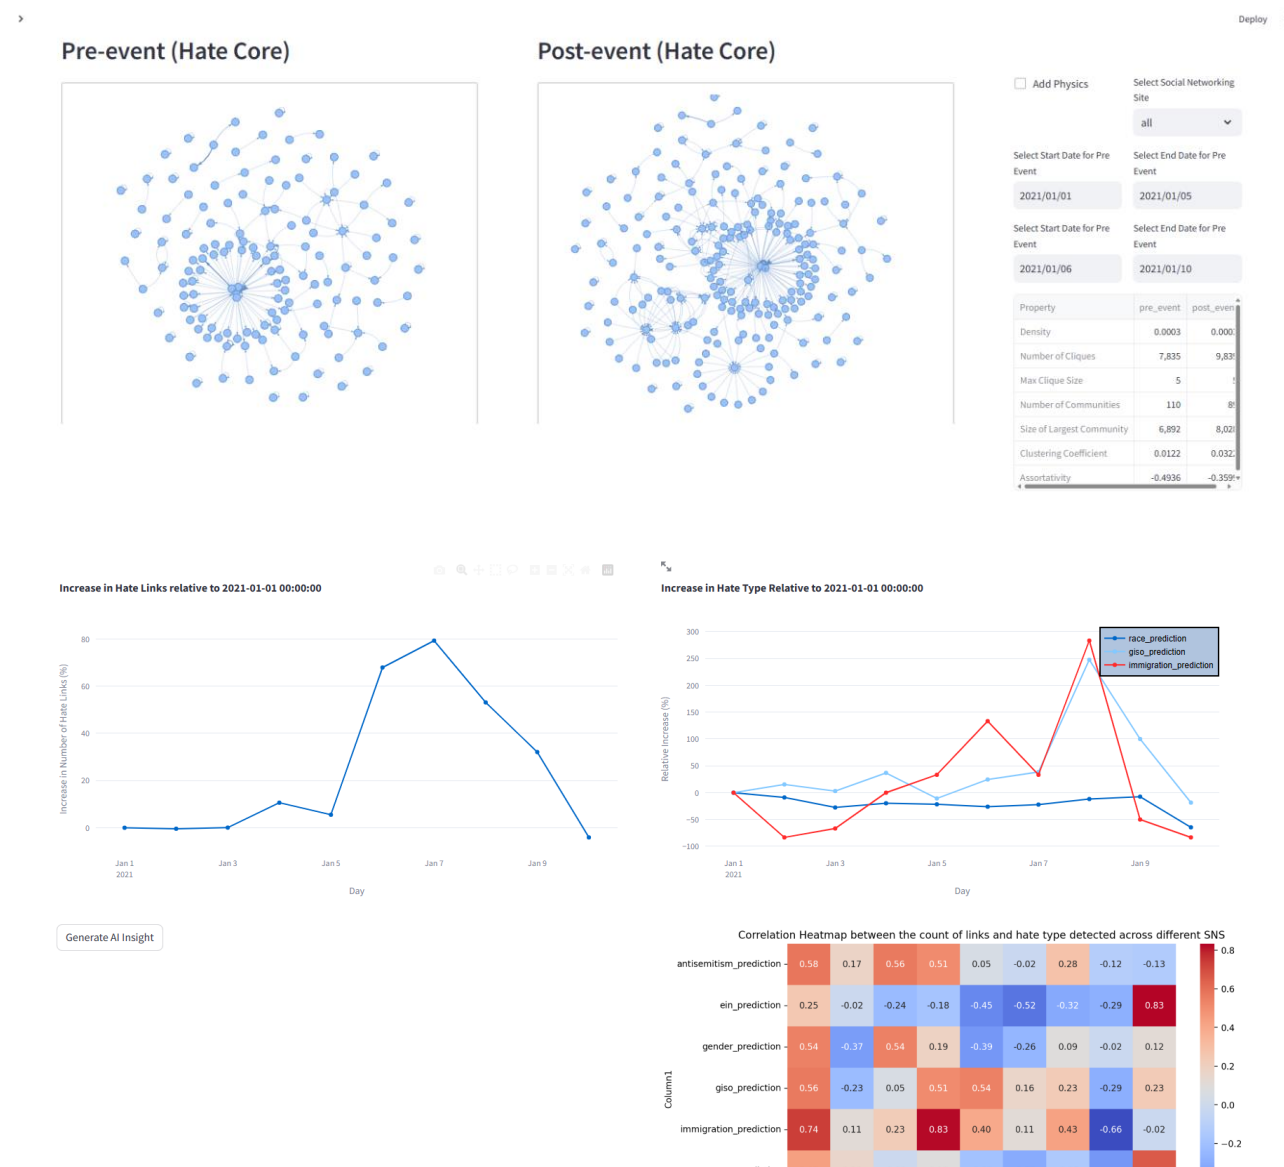 Deploy
Pre-event (Hate Core)
Post-event (Hate Core)
Add Physics
Select Social Networking
Site
all
Select Start Date for Pre
Event
Select End Date for Pre
Event
2021/01/01
2021/01/05
Select Start Date for Pre
Event
Select End Date for Pre
Event
2021/01/06
2021/01/10
Property pre_event post_even
Density 0.0003 0.000
Number of Cliques 7,835 9,83
Max Clique Size 5
Number of Communities 110 8
Size of Largest Community 6,892 8,02
Clustering Coefficient 0.0122 0.032
Assortativity -0.4936 -0.359
Increase in Hate Links relative to 2021-01-01 00:00:00
Increase in Number of Hate Links (%)
80
60
40
20
0
Jan 1
2021
Jan 3
Jan 5
Jan 7
Jan 9
Day
Increase in Hate Type Relative to 2021-01-01 00:00:00
Relative Increase (%)
300
250
200
150
100
50
0
−50
−100
race_prediction
giso_prediction
immigration_prediction
Jan 1
2021
Jan 3
Jan 5
Jan 7
Jan 9
Day
Generate AI Insight
Correlation Heatmap between the count of links and hate type detected across different SNS
Column1
antisemitism_prediction 0.58 0.17 0.56 0.51 0.05 -0.02 0.28 -0.12 -0.13
ein_prediction 0.25 -0.02 -0.24 -0.18 -0.45 -0.52 -0.32 -0.29 0.83
gender_prediction 0.54 -0.37 0.54 0.19 -0.39 -0.26 0.09 -0.02 0.12
giso_prediction 0.56 -0.23 0.05 0.51 0.54 0.16 0.23 -0.29 0.23
immigration_prediction 0.74 0.11 0.23 0.83 0.40 0.11 0.43 -0.66 -0.02
0.8
0.6
0.4
0.2
0.0
−0.2